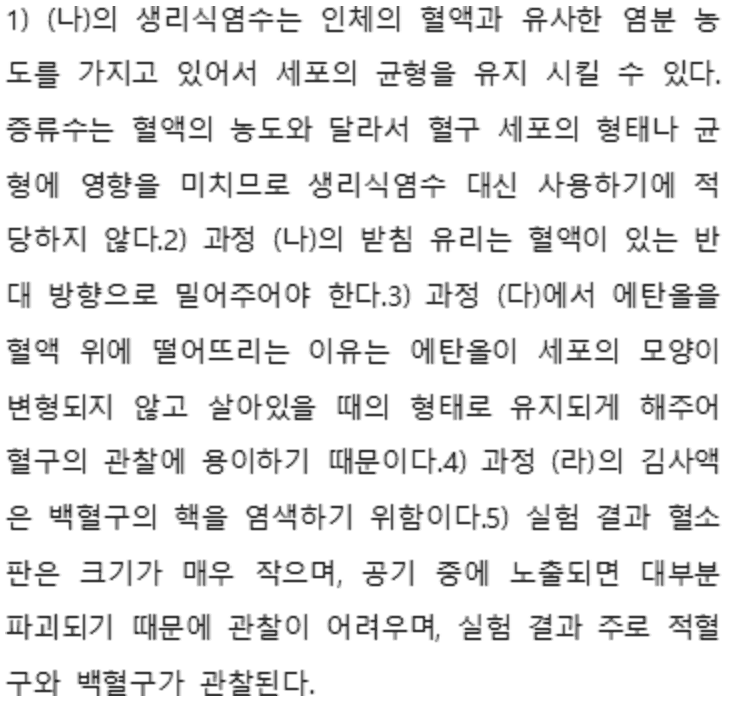 1) (나)의 생리식염수는 인체의 혈액과 유사한 염분 농
도를 가지고 있어서 세포의 균형을 유지 시킬 수 있다.
증류수는 혈액의 농도와 달라서 혈구 세포의 형태나 균
형에 영향을 미치므로 생리식염수 대신 사용하기에 적
당하지 않다.2) 과정 (나)의 받침 유리는 혈액이 있는 반
대 방향으로 밀어주어야 한다.3) 과정 (다)에서 에탄올을
혈액 위에 떨어뜨리는 이유는 에탄올이 세포의 모양이
변형되지 않고 살아있을 때의 형태로 유지되게 해주어
혈구의 관찰에 용이하기 때문이다.4) 과정 (라)의 김사액
은 백혈구의 핵을 염색하기 위함이다.5) 실험 결과 혈소
판은 크기가 매우 작으며, 공기 중에 노출되면 대부분
파괴되기 때문에 관찰이 어려우며, 실험 결과 주로 적혈
구와 백혈구가 관찰된다.